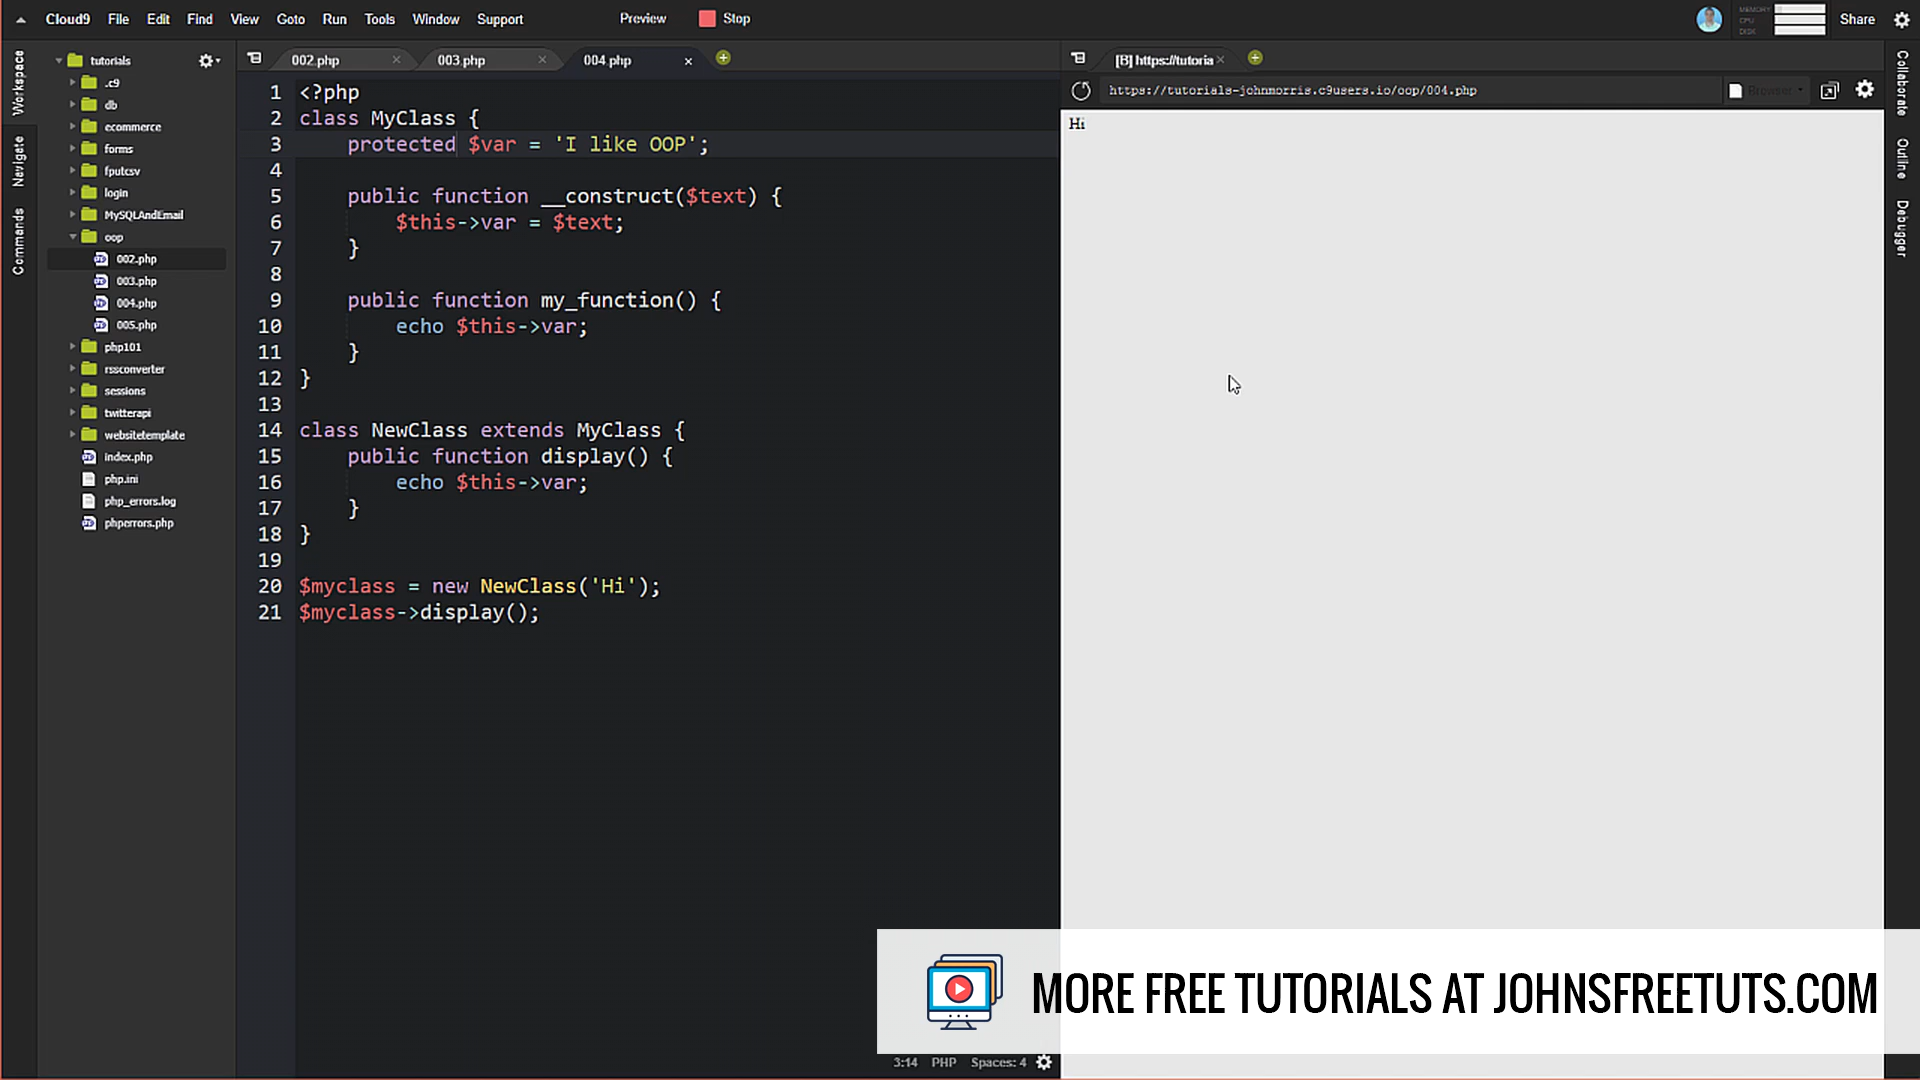 Cloud9 File Edit Find View Goto Run Tools Window Support Preview Stop MEMORY CPU DISK Share
Workspace
Navigate
Commands
tutorials
.c9
db
ecommerce
forms
fputcsv
login
MySQLAndEmail
oop
002.php
003.php
004.php
005.php
php101
rssconverter
sessions
twitterapi
websitetemplate
index.php
php.ini
php_errors.log
phperrors.php
002.php 003.php 004.php
1 <?php
2 class MyClass {
3 protected $var = 'I like OOP';
4
5 public function __construct($text) {
6 $this->var = $text;
7 }
8
9 public function my_function() {
10 echo $this->var;
11 }
12 }
13
14 class NewClass extends MyClass {
15 public function display() {
16 echo $this->var;
17 }
18 }
19
20 $myclass = new NewClass('Hi');
21 $myclass->display();
3:14 PHP Spaces: 4
[B] https://tutoria
https://tutorials-johnmorris.c9users.io/oop/004.php Browser
Hi
Collaborate
Outline
Debugger
MORE FREE TUTORIALS AT JOHNSFREETUTS.COM